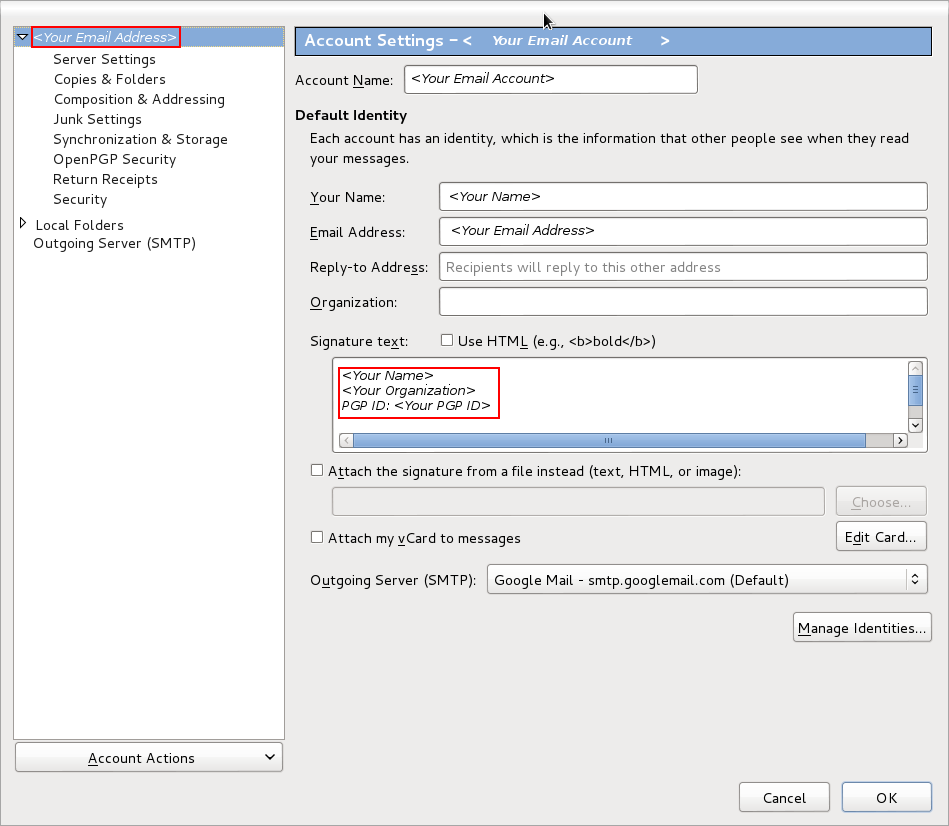 <Your Email Address>
Server Settings
Copies & Folders
Composition & Addressing
Junk Settings
Synchronization & Storage
OpenPGP Security
Return Receipts
Security
Local Folders
Outgoing Server (SMTP)
Account Actions
Account Settings – < Your Email Account >
Account Name: <Your Email Account>
Default Identity
Each account has an identity, which is the information that other people see when they read
your messages.
Your Name: <Your Name>
Email Address: <Your Email Address>
Reply-to Address: Recipients will reply to this other address
Organization:
Signature text: Use HTML (e.g., <b>bold</b>)
<Your Name>
<Your Organization>
PGP ID: <Your PGP ID>
Attach the signature from a file instead (text, HTML, or image):
Choose...
Attach my vCard to messages
Edit Card...
Outgoing Server (SMTP): Google Mail - smtp.googlemail.com (Default)
Manage Identities...
Cancel
OK